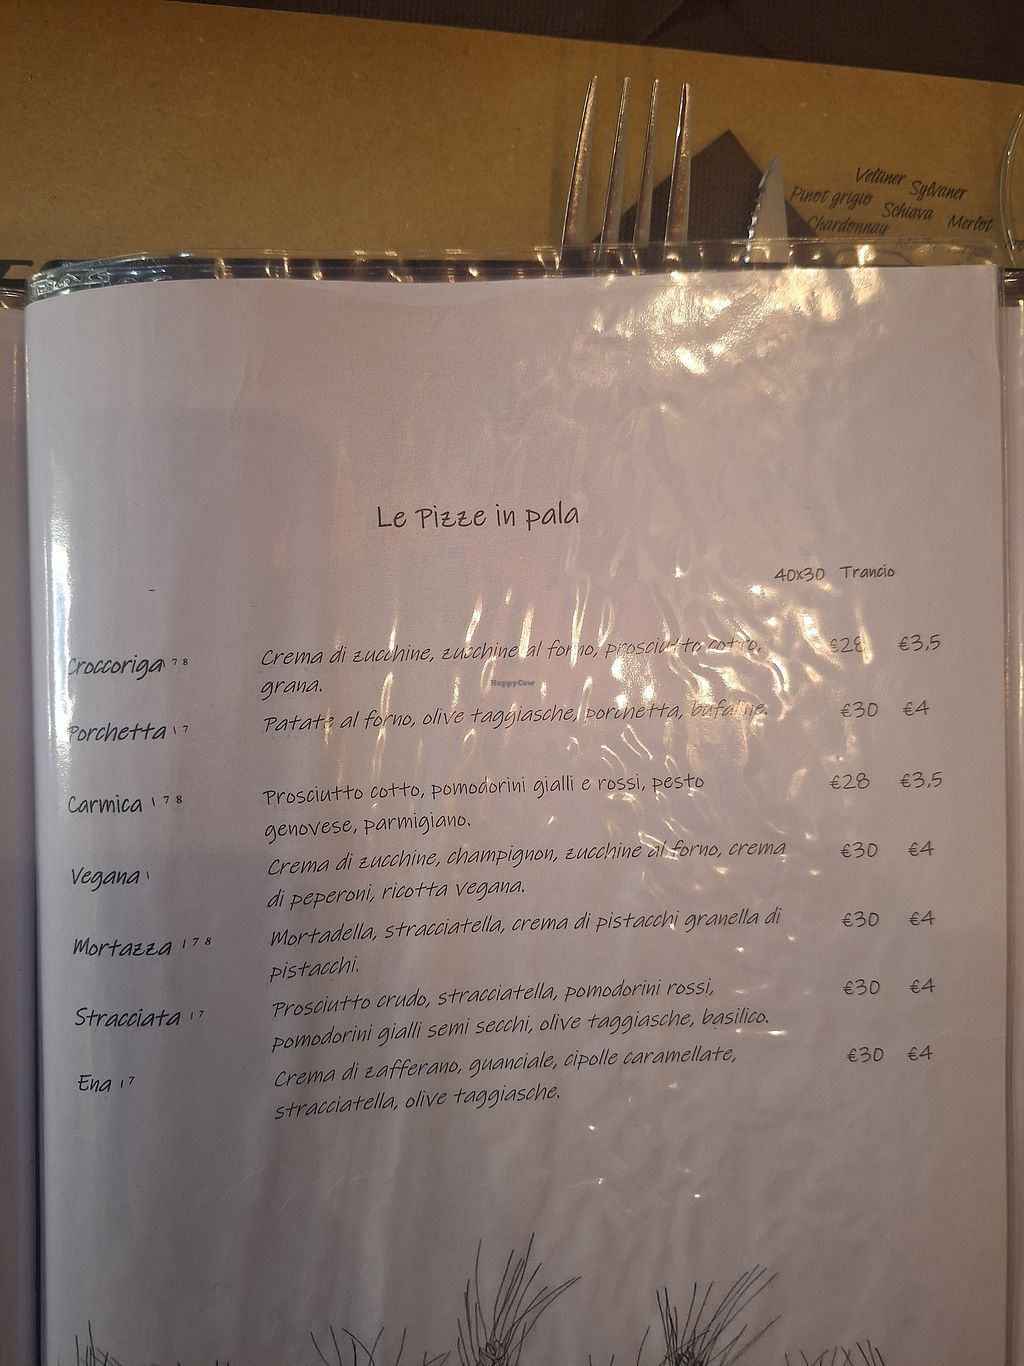 Veltliner Sylvaner
Pinot grigio Schiava Merlot
Chardonnay
Le Pizze in pala
40x30 Trancio
Croccoriga 1 7 8 Crema di zucchine, zucchine al forno, prosciutto cotto, €28 €3,5
grana.
HappyCow
Porchetta 1 7 Patate al forno, olive taggiasche, porchetta, bufaline. €30 €4
Carmica 1 7 8 Prosciutto cotto, pomodorini gialli e rossi, pesto €28 €3,5
genovese, parmigiano.
Vegana 1 Crema di zucchine, champignon, zucchine al forno, crema €30 €4
di peperoni, ricotta vegana.
Mortazza 1 7 8 Mortadella, stracciatella, crema di pistacchi granella di €30 €4
pistacchi.
Stracciata 1 7 Prosciutto crudo, stracciatella, pomodorini rossi, €30 €4
pomodorini gialli semi secchi, olive taggiasche, basilico.
Ena 1 7 Crema di zafferano, guanciale, cipolle caramellate, €30 €4
stracciatella, olive taggiasche.